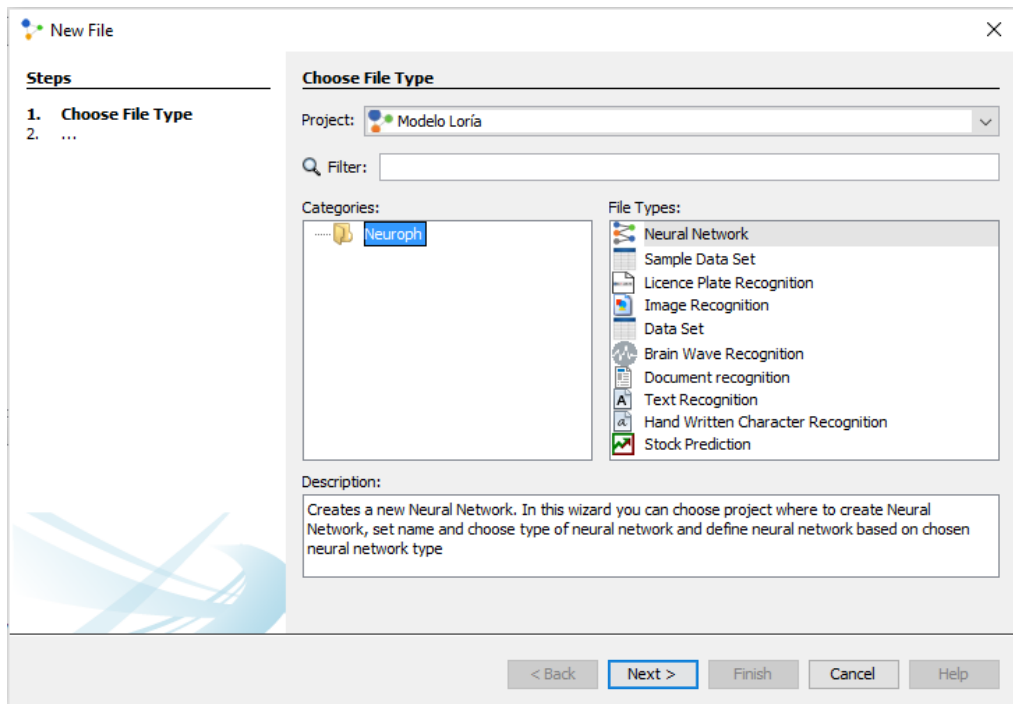 New File
Steps
1. Choose File Type
2. ...
Choose File Type
Project: Modelo Loría
Filter:
Categories:
Neuroph
File Types:
Neural Network
Sample Data Set
Licence Plate Recognition
Image Recognition
Data Set
Brain Wave Recognition
Document recognition
Text Recognition
Hand Written Character Recognition
Stock Prediction
Description:
Creates a new Neural Network. In this wizard you can choose project where to create Neural
Network, set name and choose type of neural network and define neural network based on chosen
neural network type
< Back Next > Finish Cancel Help